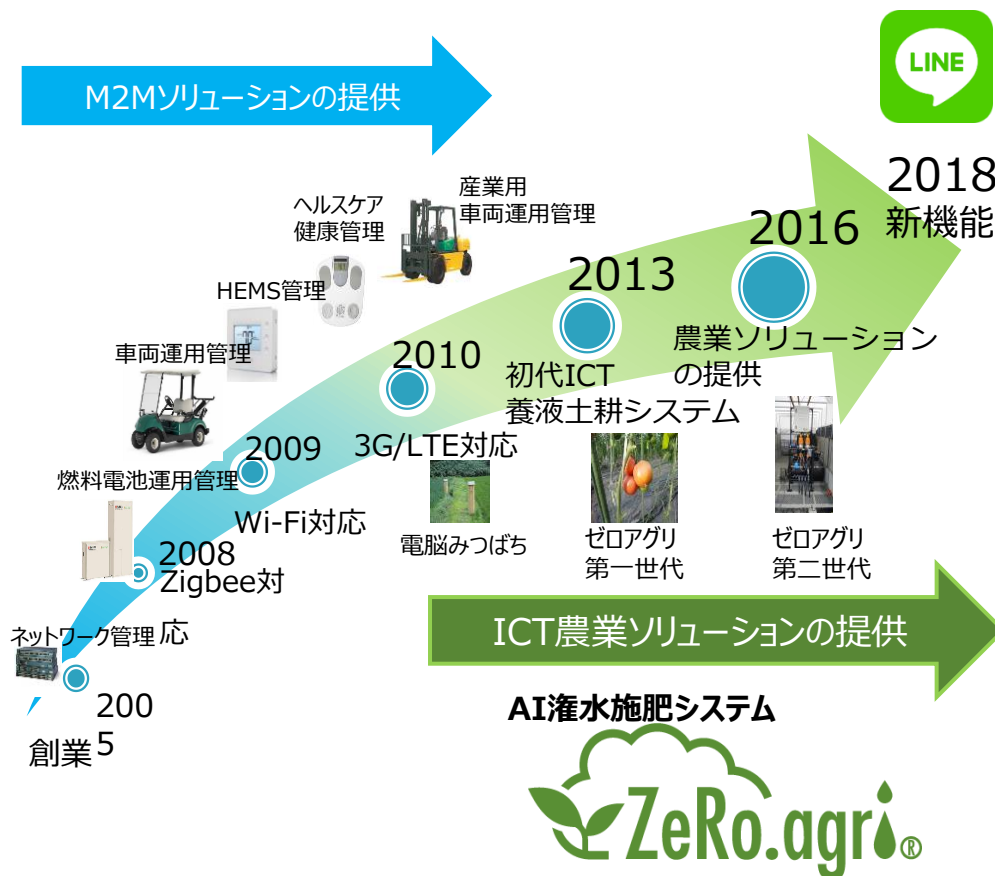 LINE
M2Mソリューションの提供
2018
新機能
産業用
車両運用管理
ヘルスケア
健康管理
2016
2013
HEMS管理
農業ソリューション
の提供
車両運用管理
2010
初代ICT
養液土耕システム
2009
3G/LTE対応
燃料電池運用管理
Wi-Fi対応
電脳みつばち
ゼロアグリ
第一世代
ゼロアグリ
第二世代
2008
Zigbee対
応
ネットワーク管理
ICT農業ソリューションの提供
200
5
創業
AI潅水施肥システム
ZeRo.agri®